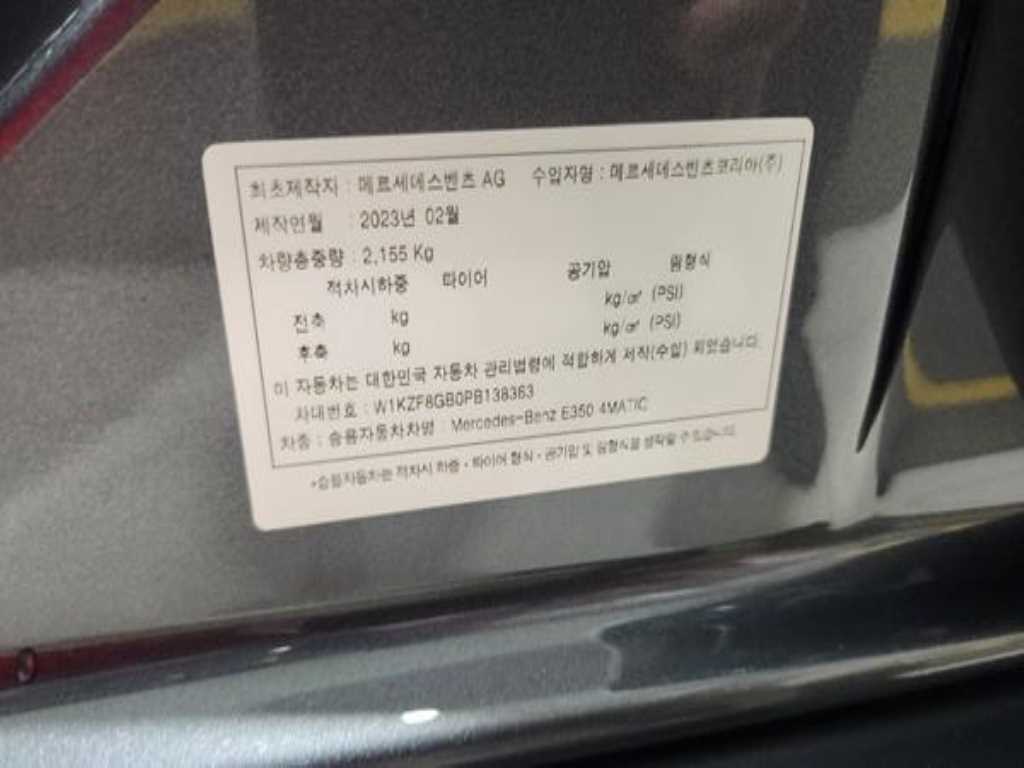 최초제작자 : 메르세데스벤츠 AG 수입자명 : 메르세데스벤츠코리아(주)
제작연월 : 2023년 02월
차량총중량 : 2,155 Kg
적차시하중 타이어 공기압 림형식
전축 kg kg/㎠ (PSI)
후축 kg kg/㎠ (PSI)
이 자동차는 대한민국 자동차 관리법령에 적합하게 제작(수입) 되었습니다.
차대번호 : W1KZF8GB0PB138363
차종 : 승용자동차 차명 : Mercedes-Benz E350 4MATIC
*승용자동차는 적차시 하중·타이어 형식·공기압 및 림형식을 생략할 수 있습니다.